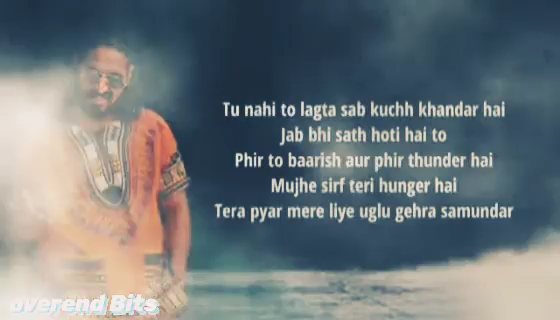 Tu nahi to lagta sab kuchh khandar hai
Jab bhi sath hoti hai to
Phir to baarish aur phir thunder hai
Mujhe sirf teri hunger hai
Tera pyar mere liye uglu gehra samundar
overend Bits